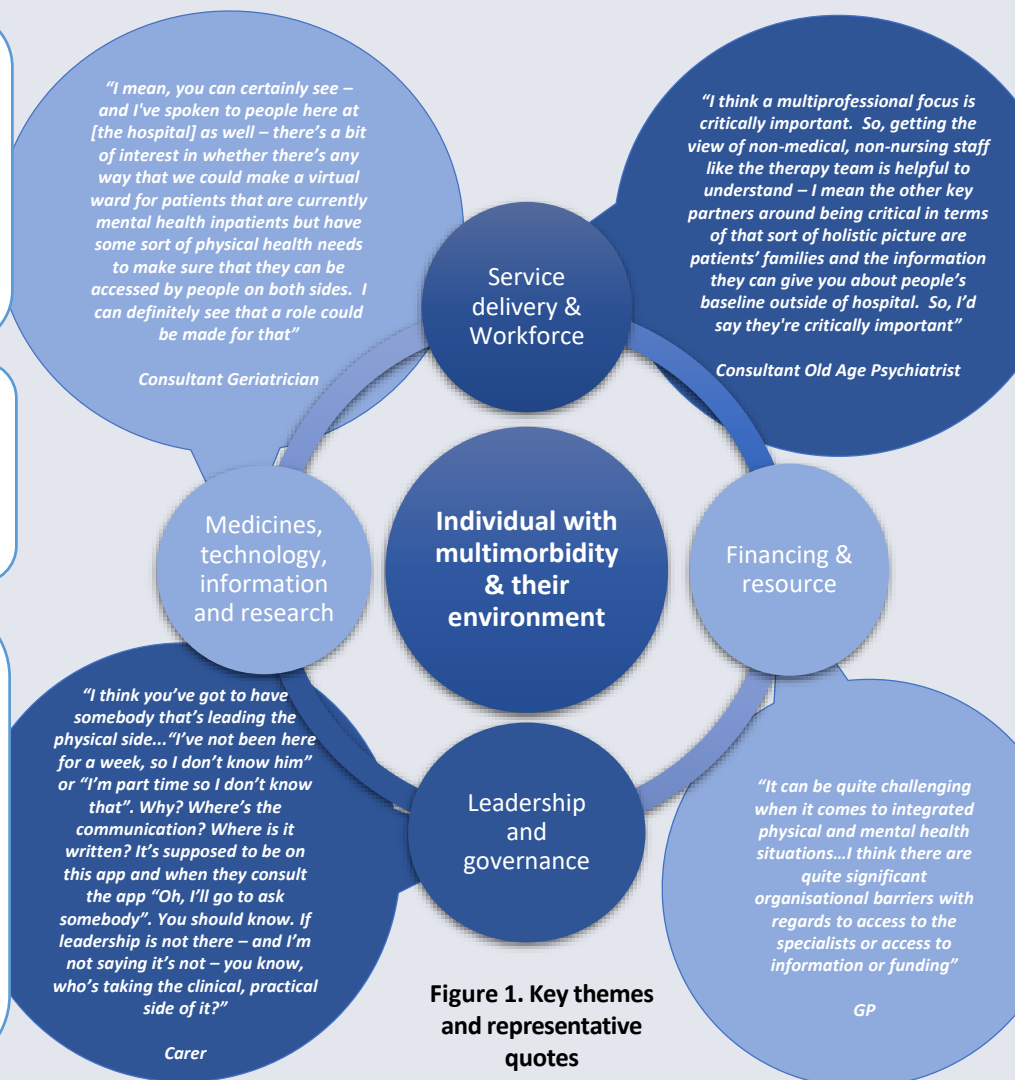 “I mean, you can certainly see –
and I've spoken to people here at
[the hospital] as well – there’s a bit
of interest in whether there’s any
way that we could make a virtual
ward for patients that are currently
mental health inpatients but have
some sort of physical health needs
to make sure that they can be
accessed by people on both sides.  I
can definitely see that a role could
be made for that”
Consultant Geriatrician
“I think a multiprofessional focus is
critically important.  So, getting the
view of non-medical, non-nursing staff
like the therapy team is helpful to
understand – I mean the other key
partners around being critical in terms
of that sort of holistic picture are
patients’ families and the information
they can give you about people’s
baseline outside of hospital.  So, I’d
say they're critically important”
Consultant Old Age Psychiatrist
Service
delivery &
Workforce
Medicines,
technology,
information
and research
Individual with
multimorbidity
& their
environment
Financing &
resource
Leadership
and
governance
“I think you’ve got to have
somebody that’s leading the
physical side...“I’ve not been here
for a week, so I don’t know him”
or “I’m part time so I don’t know
that”. Why? Where’s the
communication? Where is it
written? It’s supposed to be on
this app and when they consult
the app “Oh, I’ll go to ask
somebody”. You should know. If
leadership is not there – and I’m
not saying it’s not – you know,
who’s taking the clinical, practical
side of it?”
Carer
“It can be quite challenging
when it comes to integrated
physical and mental health
situations…I think there are
quite significant
organisational barriers with
regards to access to the
specialists or access to
information or funding”
GP
Figure 1. Key themes
and representative
quotes